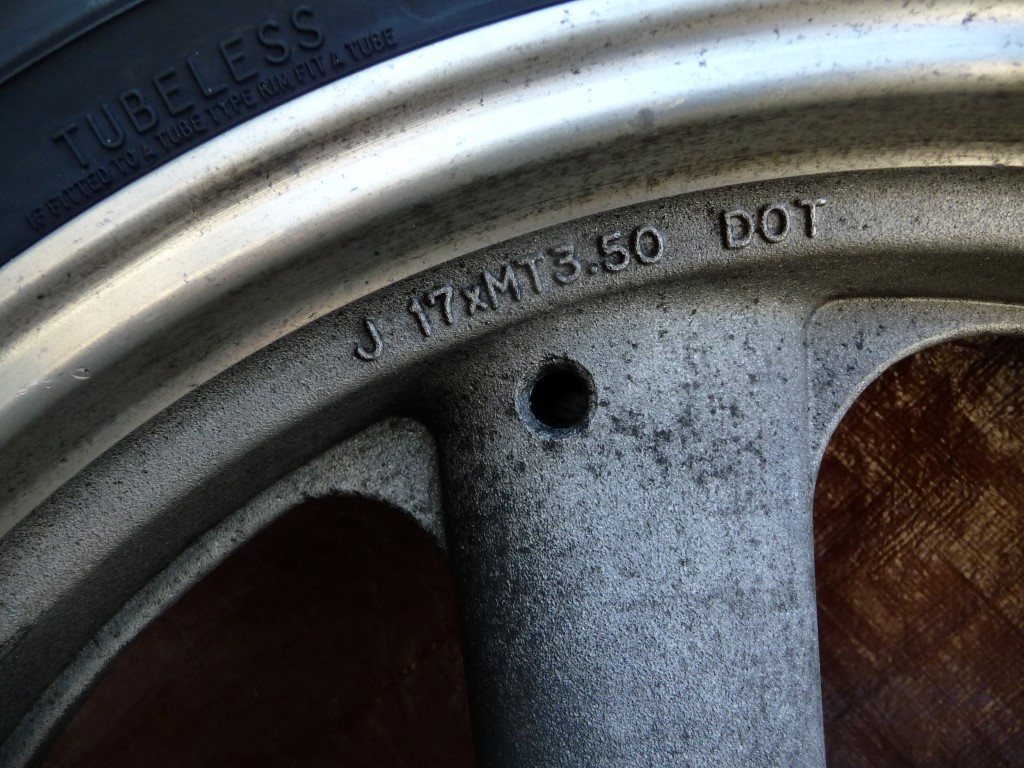 TUBELESS
IF FITTED TO A TUBE TYPE RIM FIT A TUBE
J 17xMT3.50 DOT